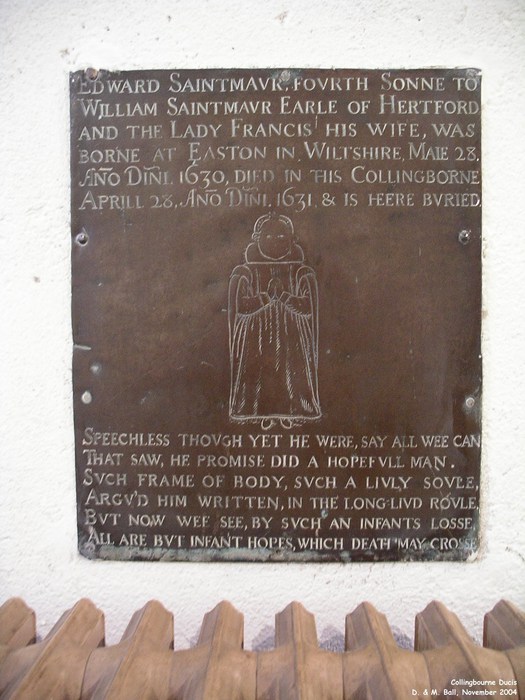 EDWARD SAINTMAVR, FOVRTH SONNE TO
WILLIAM SAINTMAVR EARLE OF HERTFORD
AND THE LADY FRANCIS HIS WIFE, WAS
BORNE AT EASTON IN WILTSHIRE, MAIE 28.
AÑO DIÑI. 1630, DIED IN THIS COLLINGBORNE
APRILL 28, AÑO DIÑI. 1631. & IS HEERE BVRIED.
SPEECHLESS THOVGH YET HE WERE, SAY ALL WEE CAN
THAT SAW, HE PROMISE DID A HOPEFVLL MAN.
SVCH FRAME OF BODY, SVCH A LIVLY SOVLE,
ARGV'D HIM WRITTEN, IN THE LONG-LIVD ROVLE,
BVT NOW WEE SEE, BY SVCH AN INFANTS LOSSE,
ALL ARE BVT INFANT HOPES, WHICH DEATH MAY CROSSE
Collingbourne Ducis
D. & M. Ball, November 2004